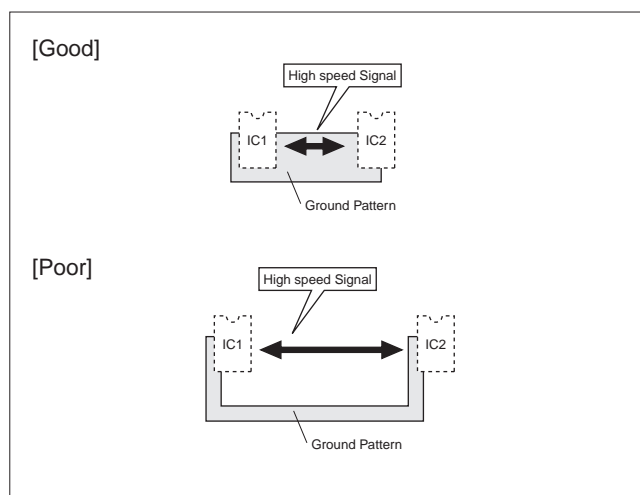 [Good]
High speed Signal
IC1
IC2
Ground Pattern
[Poor]
High speed Signal
IC1
IC2
Ground Pattern